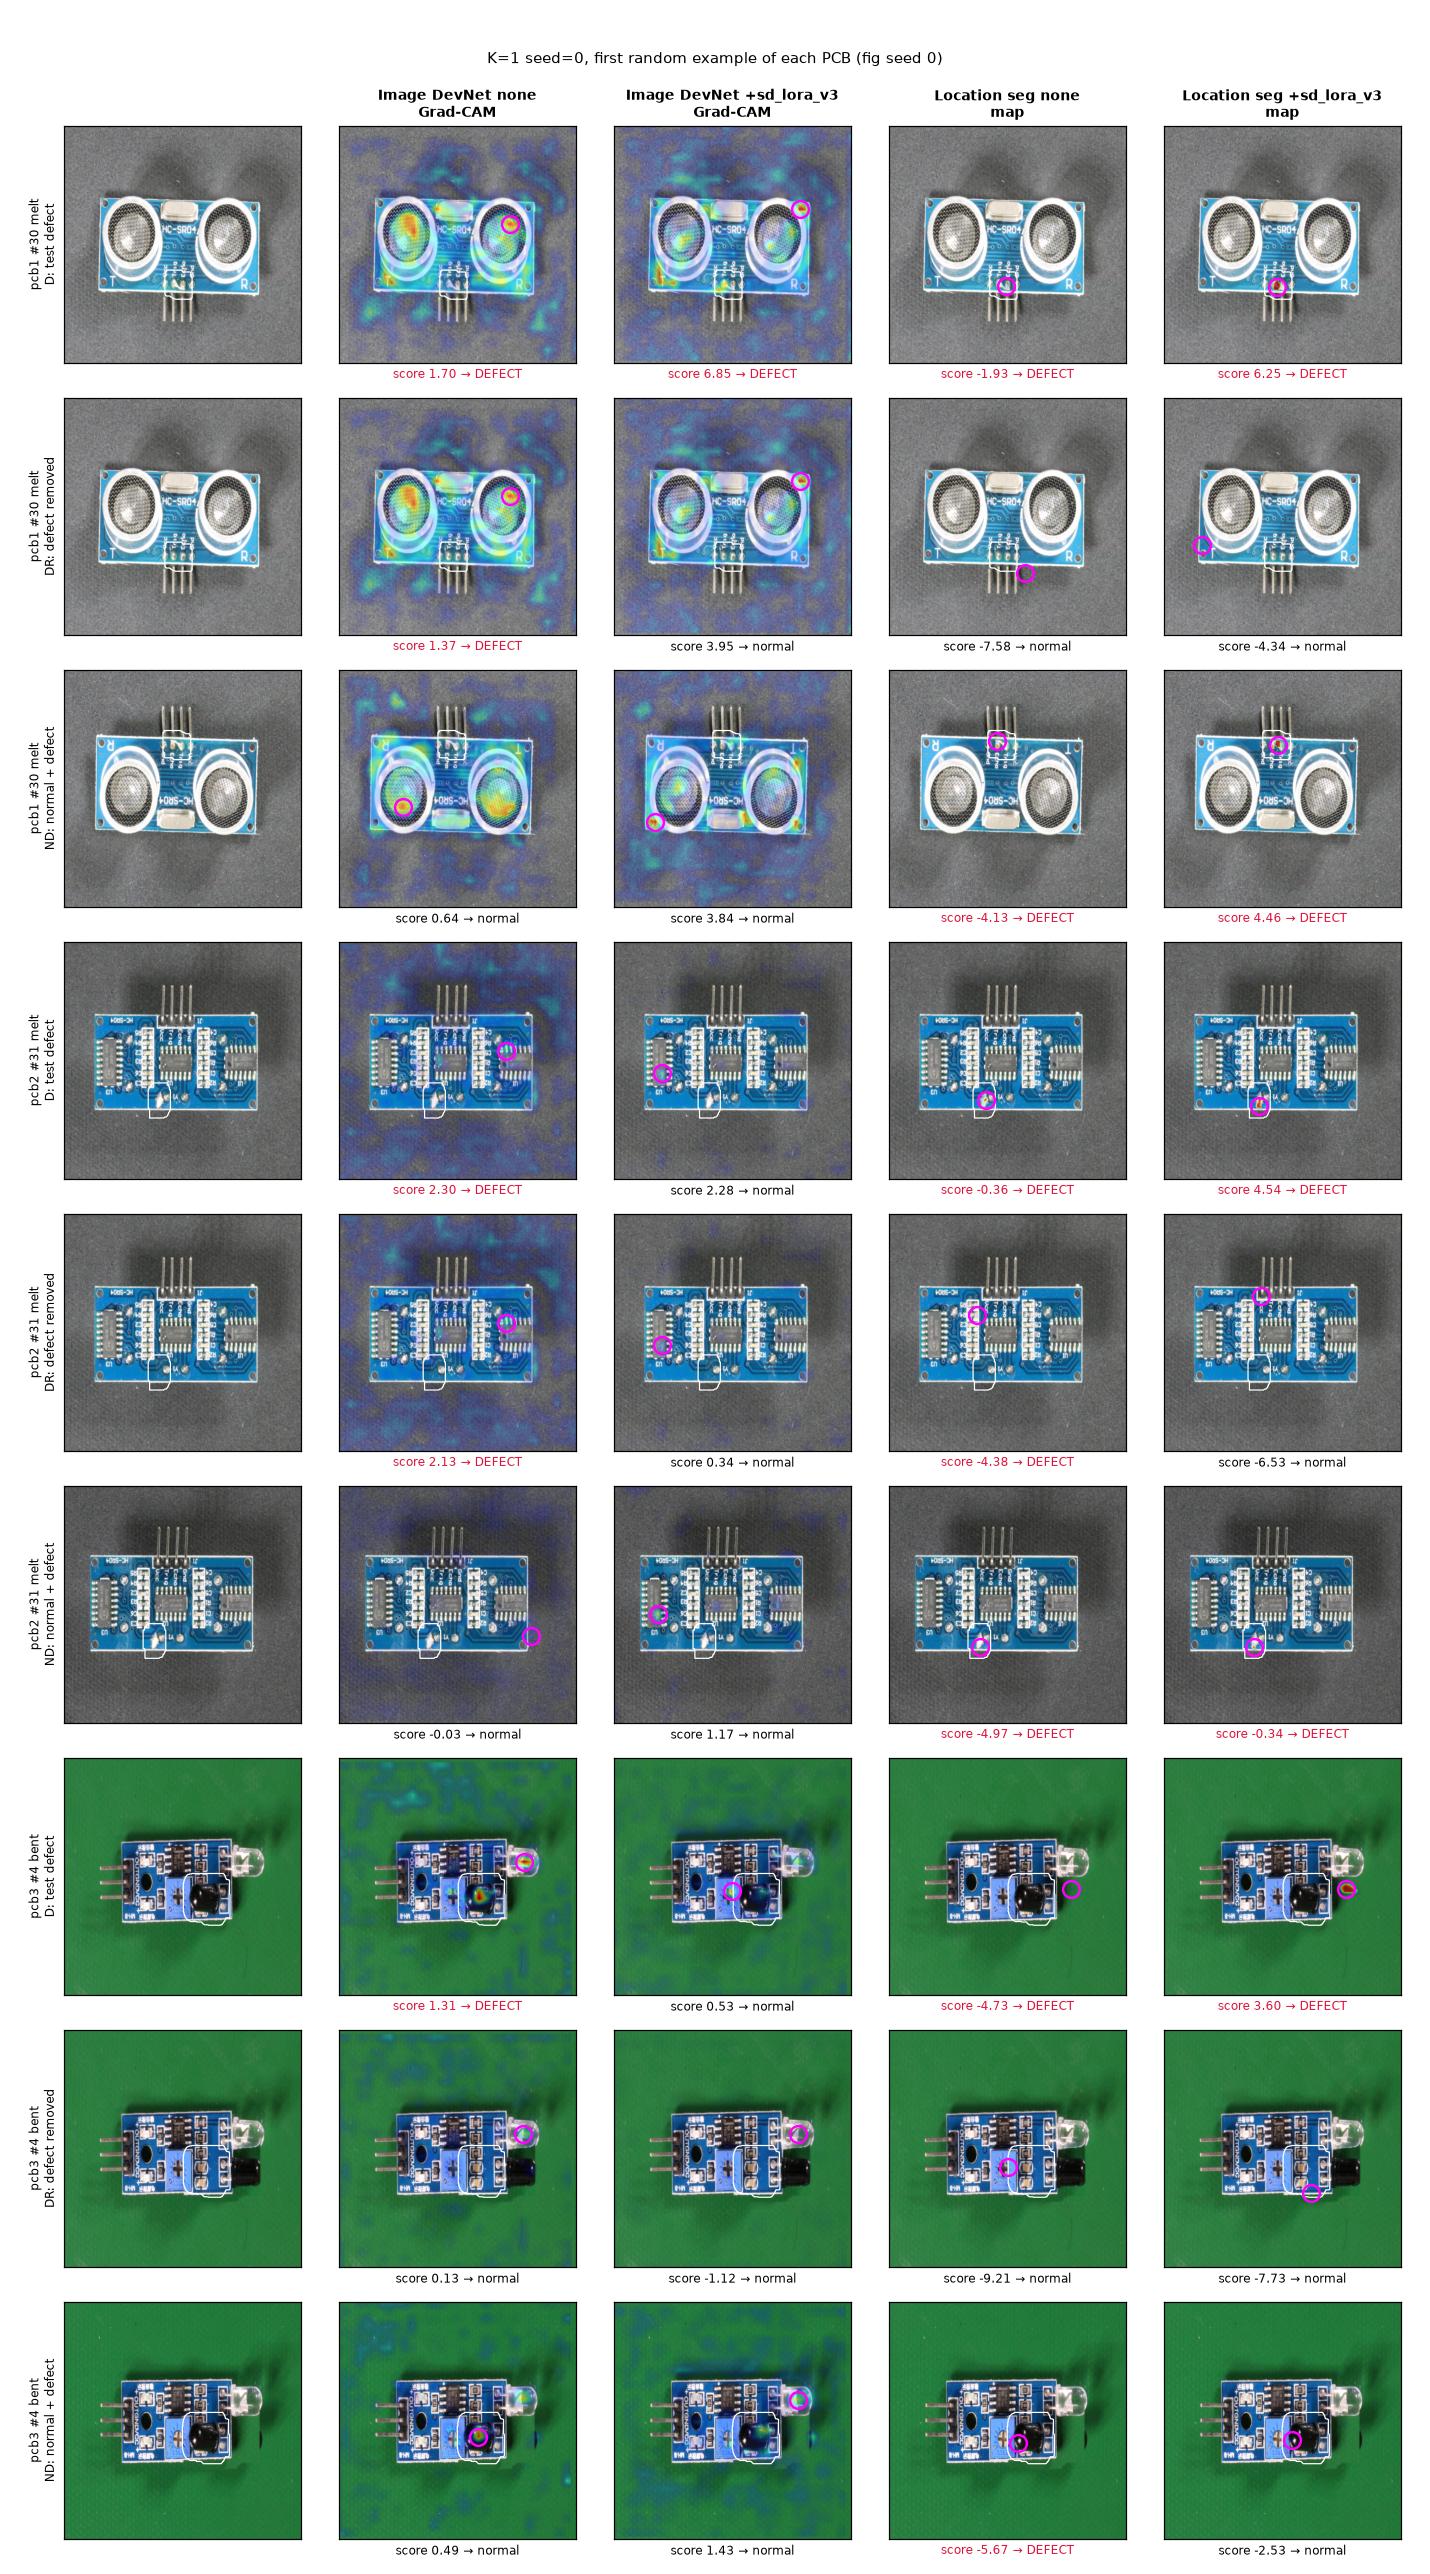 K=1 seed=0, first random example of each PCB (fig seed 0)
Image DevNet none
Grad-CAM
Image DevNet +sd_lora_v3
Grad-CAM
Location seg none
map
Location seg +sd_lora_v3
map
pcb1 #30 melt
D: test defect
score 1.70 → DEFECT
score 6.85 → DEFECT
score -1.93 → DEFECT
score 6.25 → DEFECT
pcb1 #30 melt
DR: defect removed
score 1.37 → DEFECT
score 3.95 → normal
score -7.58 → normal
score -4.34 → normal
pcb1 #30 melt
ND: normal + defect
score 0.64 → normal
score 3.84 → normal
score -4.13 → DEFECT
score 4.46 → DEFECT
pcb2 #31 melt
D: test defect
score 2.30 → DEFECT
score 2.28 → normal
score -0.36 → DEFECT
score 4.54 → DEFECT
pcb2 #31 melt
DR: defect removed
score 2.13 → DEFECT
score 0.34 → normal
score -4.38 → DEFECT
score -6.53 → normal
pcb2 #31 melt
ND: normal + defect
score -0.03 → normal
score 1.17 → normal
score -4.97 → DEFECT
score -0.34 → DEFECT
pcb3 #4 bent
D: test defect
score 1.31 → DEFECT
score 0.53 → normal
score -4.73 → DEFECT
score 3.60 → DEFECT
pcb3 #4 bent
DR: defect removed
score 0.13 → normal
score -1.12 → normal
score -9.21 → normal
score -7.73 → normal
pcb3 #4 bent
ND: normal + defect
score 0.49 → normal
score 1.43 → normal
score -5.67 → DEFECT
score -2.53 → normal